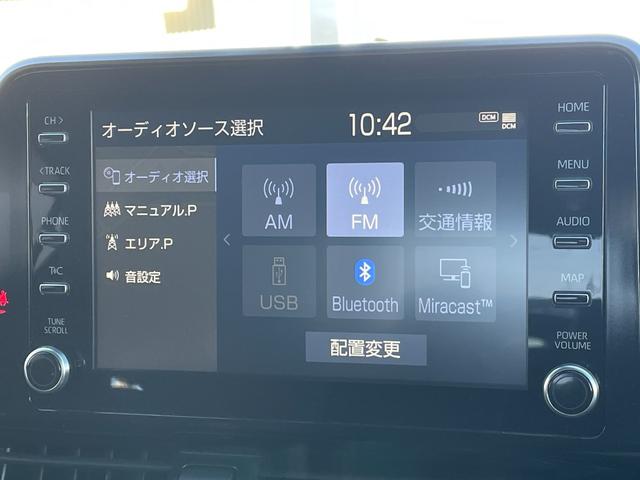 CH >
< TRACK
PHONE
T&C
TUNE
SCROLL
オーディオソース選択
10:42
DCM
DCM
オーディオ選択
マニュアル.P
エリア.P
音設定
AM
FM
交通情報
USB
Bluetooth
Miracast™
配置変更
HOME
MENU
AUDIO
MAP
POWER
VOLUME